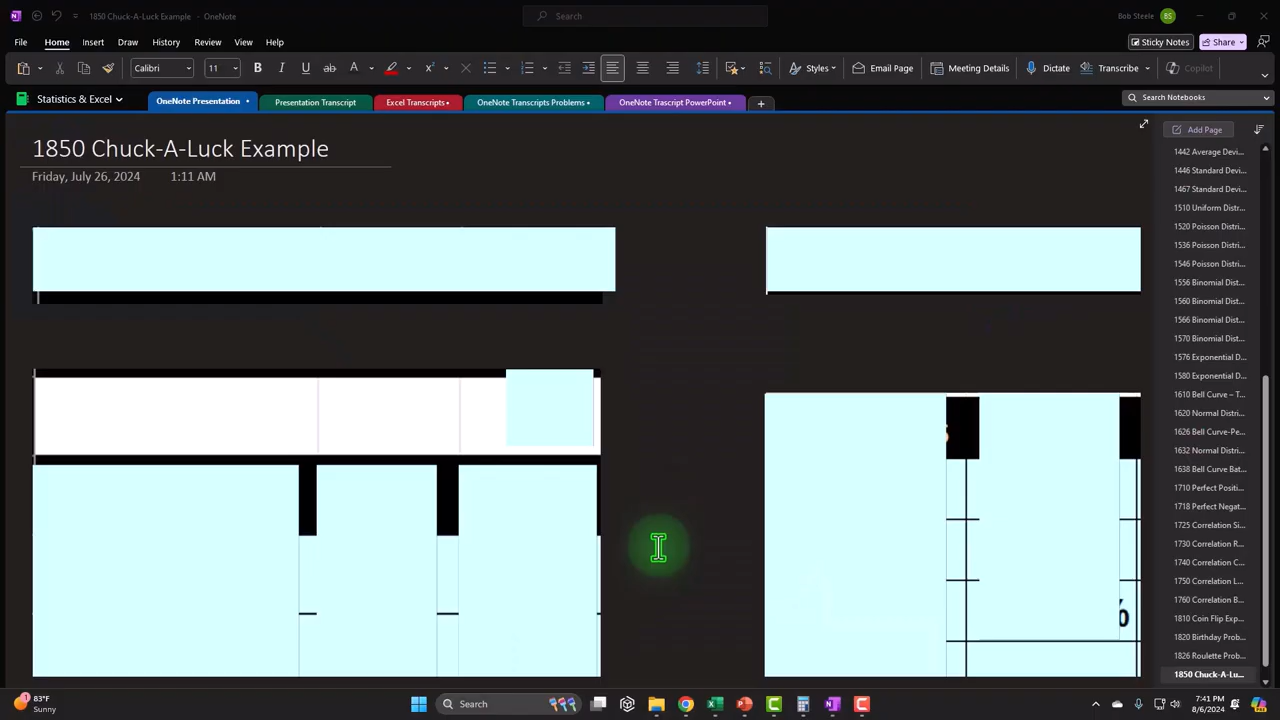 1850 Chuck-A-Luck Example - OneNote
Search
Bob Steele BS
File Home Insert Draw History Review View Help
Sticky Notes Share
Calibri 11 B I U ab A Styles Email Page Meeting Details Dictate Transcribe Copilot
Statistics & Excel OneNote Presentation Presentation Transcript Excel Transcripts OneNote Transcripts Problems OneNote Trascript PowerPoint Search Notebooks
1850 Chuck-A-Luck Example
Friday, July 26, 2024 1:11 AM
%
Add Page
1442 Average Devi...
1446 Standard Devi...
1467 Standard Devi...
1510 Uniform Distr...
1520 Poisson Distri...
1536 Poisson Distri...
1546 Poisson Distri...
1556 Binomial Dist...
1560 Binomial Dist...
1566 Binomial Dist...
1570 Binomial Dist...
1576 Exponential D...
1580 Exponential D...
1610 Bell Curve – T...
1620 Normal Distri...
1626 Bell Curve-Pe...
1632 Normal Distri...
1638 Bell Curve Bat...
1710 Perfect Positi...
1718 Perfect Negat...
1725 Correlation Si...
1730 Correlation R...
1740 Correlation C...
1750 Correlation L...
1760 Correlation B...
1810 Coin Flip Exp...
1820 Birthday Prob...
1826 Roulette Prob...
1850 Chuck-A-Lu...
1
83°F
Sunny
Search
7:41 PM
8/6/2024